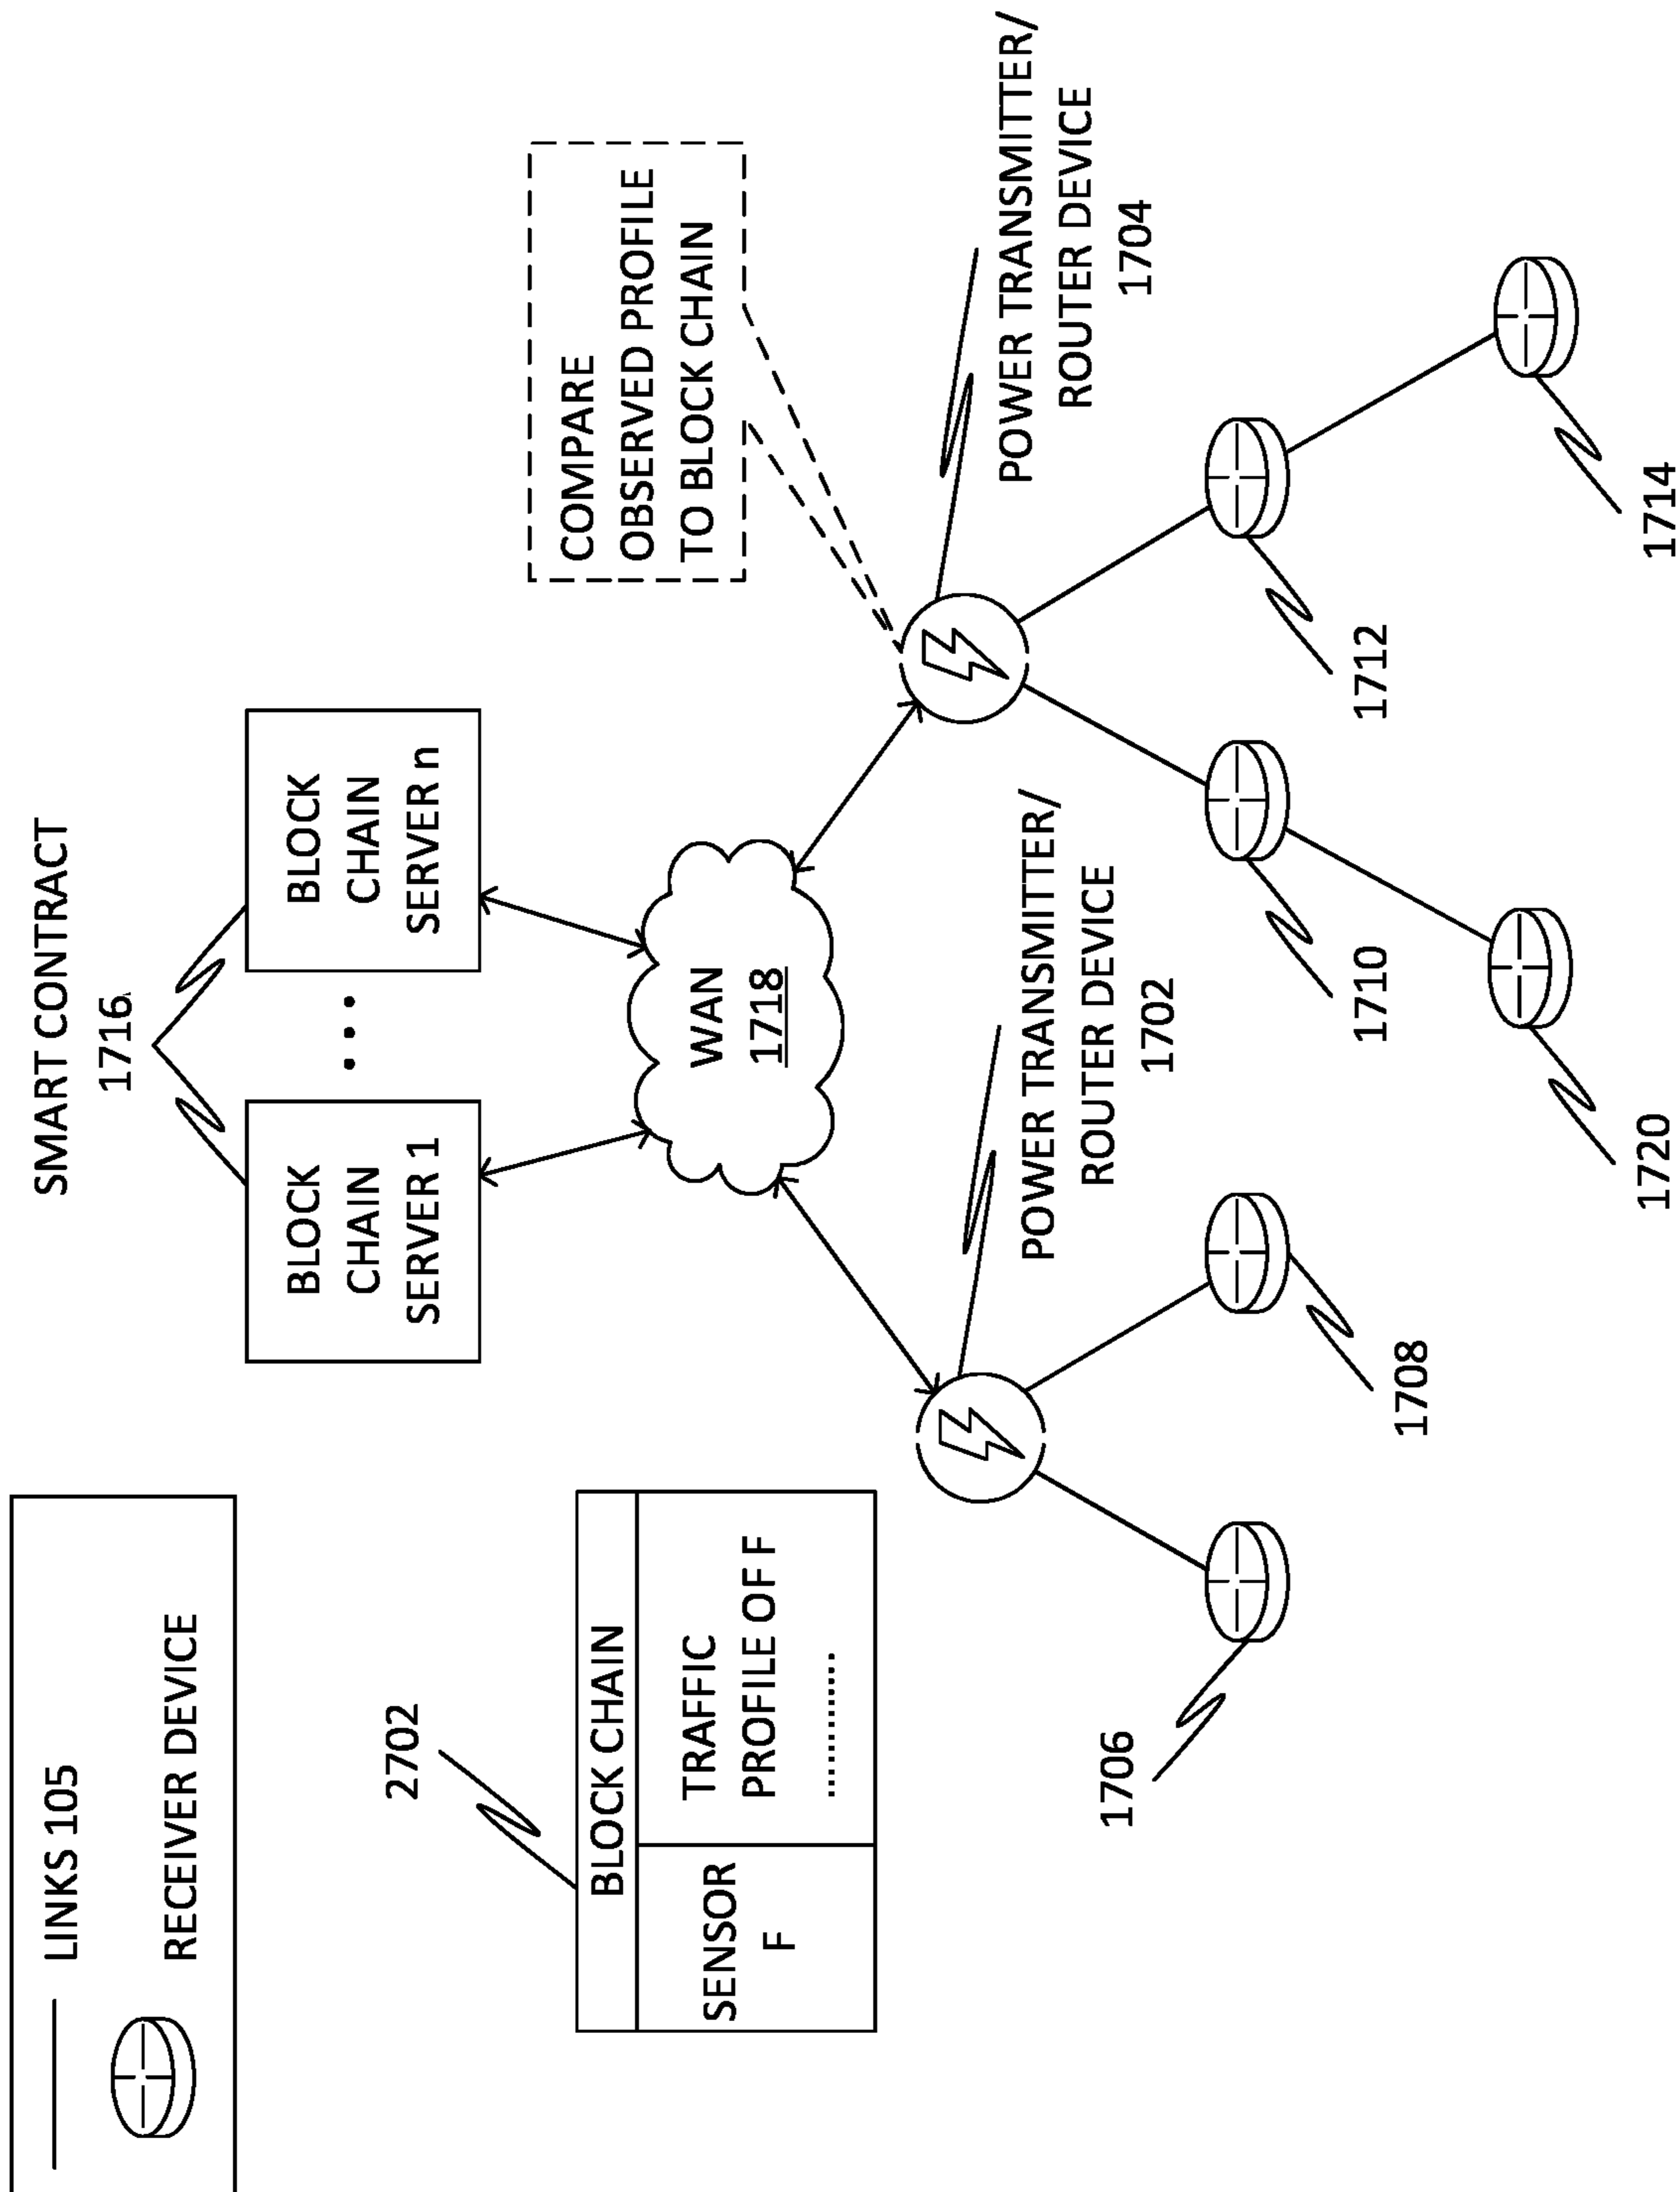 LINKS 105
RECEIVER DEVICE
SMART CONTRACT
1716
BLOCK
CHAIN
SERVER 1
...
BLOCK
CHAIN
SERVER n
2702
BLOCK CHAIN
SENSOR
F
TRAFFIC
PROFILE OF F
..........
WAN
1718
COMPARE
OBSERVED PROFILE
TO BLOCK CHAIN
POWER TRANSMITTER/
ROUTER DEVICE
1702
POWER TRANSMITTER/
ROUTER DEVICE
1704
1706
1708
1710
1712
1720
1714